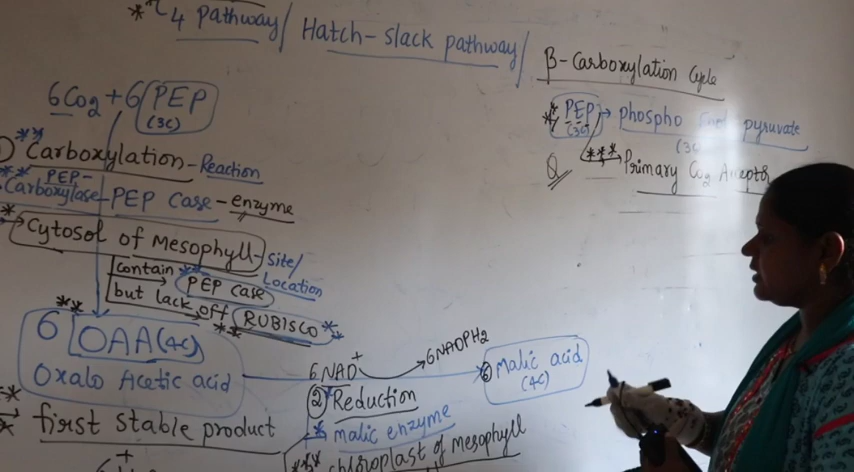 *C4 Pathway/ Hatch-slack pathway/
β-Carboxylation Cycle
6CO2+6 PEP
(3C)
PEP → phospho Enol pyruvate
(3C)
(3C)
Q *** Primary CO2 Acceptor
1) ** Carboxylation - Reaction
** PEP-
Carboxylase - PEP Case - enzyme
* → Cytosol of Mesophyll - site/
Location
contain ** PEP case
but lack off RUBISCO **
**
** 6 OAA(4C)
Oxalo Acetic acid
6NAD+ → 6NADPH2
6 Malic acid
(4C)
② Reduction
** → first stable product
* malic enzyme
*** chloroplast of Mesophyll